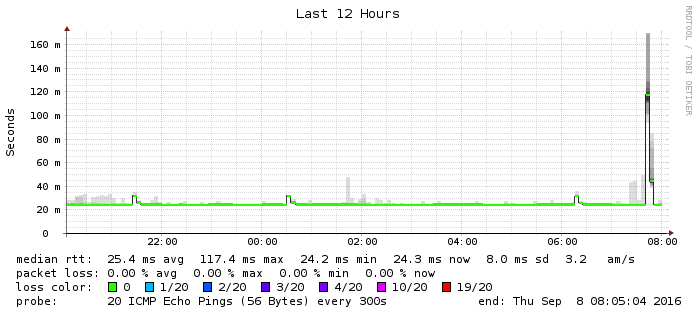 Last 12 Hours
RRDTOOL / TOBI OETIKER
Seconds
160 m
140 m
120 m
100 m
80 m
60 m
40 m
20 m
0
22:00 00:00 02:00 04:00 06:00 08:00
median rtt: 25.4 ms avg 117.4 ms max 24.2 ms min 24.3 ms now 8.0 ms sd 3.2 am/s
packet loss: 0.00 % avg 0.00 % max 0.00 % min 0.00 % now
loss color: 0 1/20 2/20 3/20 4/20 10/20 19/20
probe: 20 ICMP Echo Pings (56 Bytes) every 300s end: Thu Sep 8 08:05:04 2016